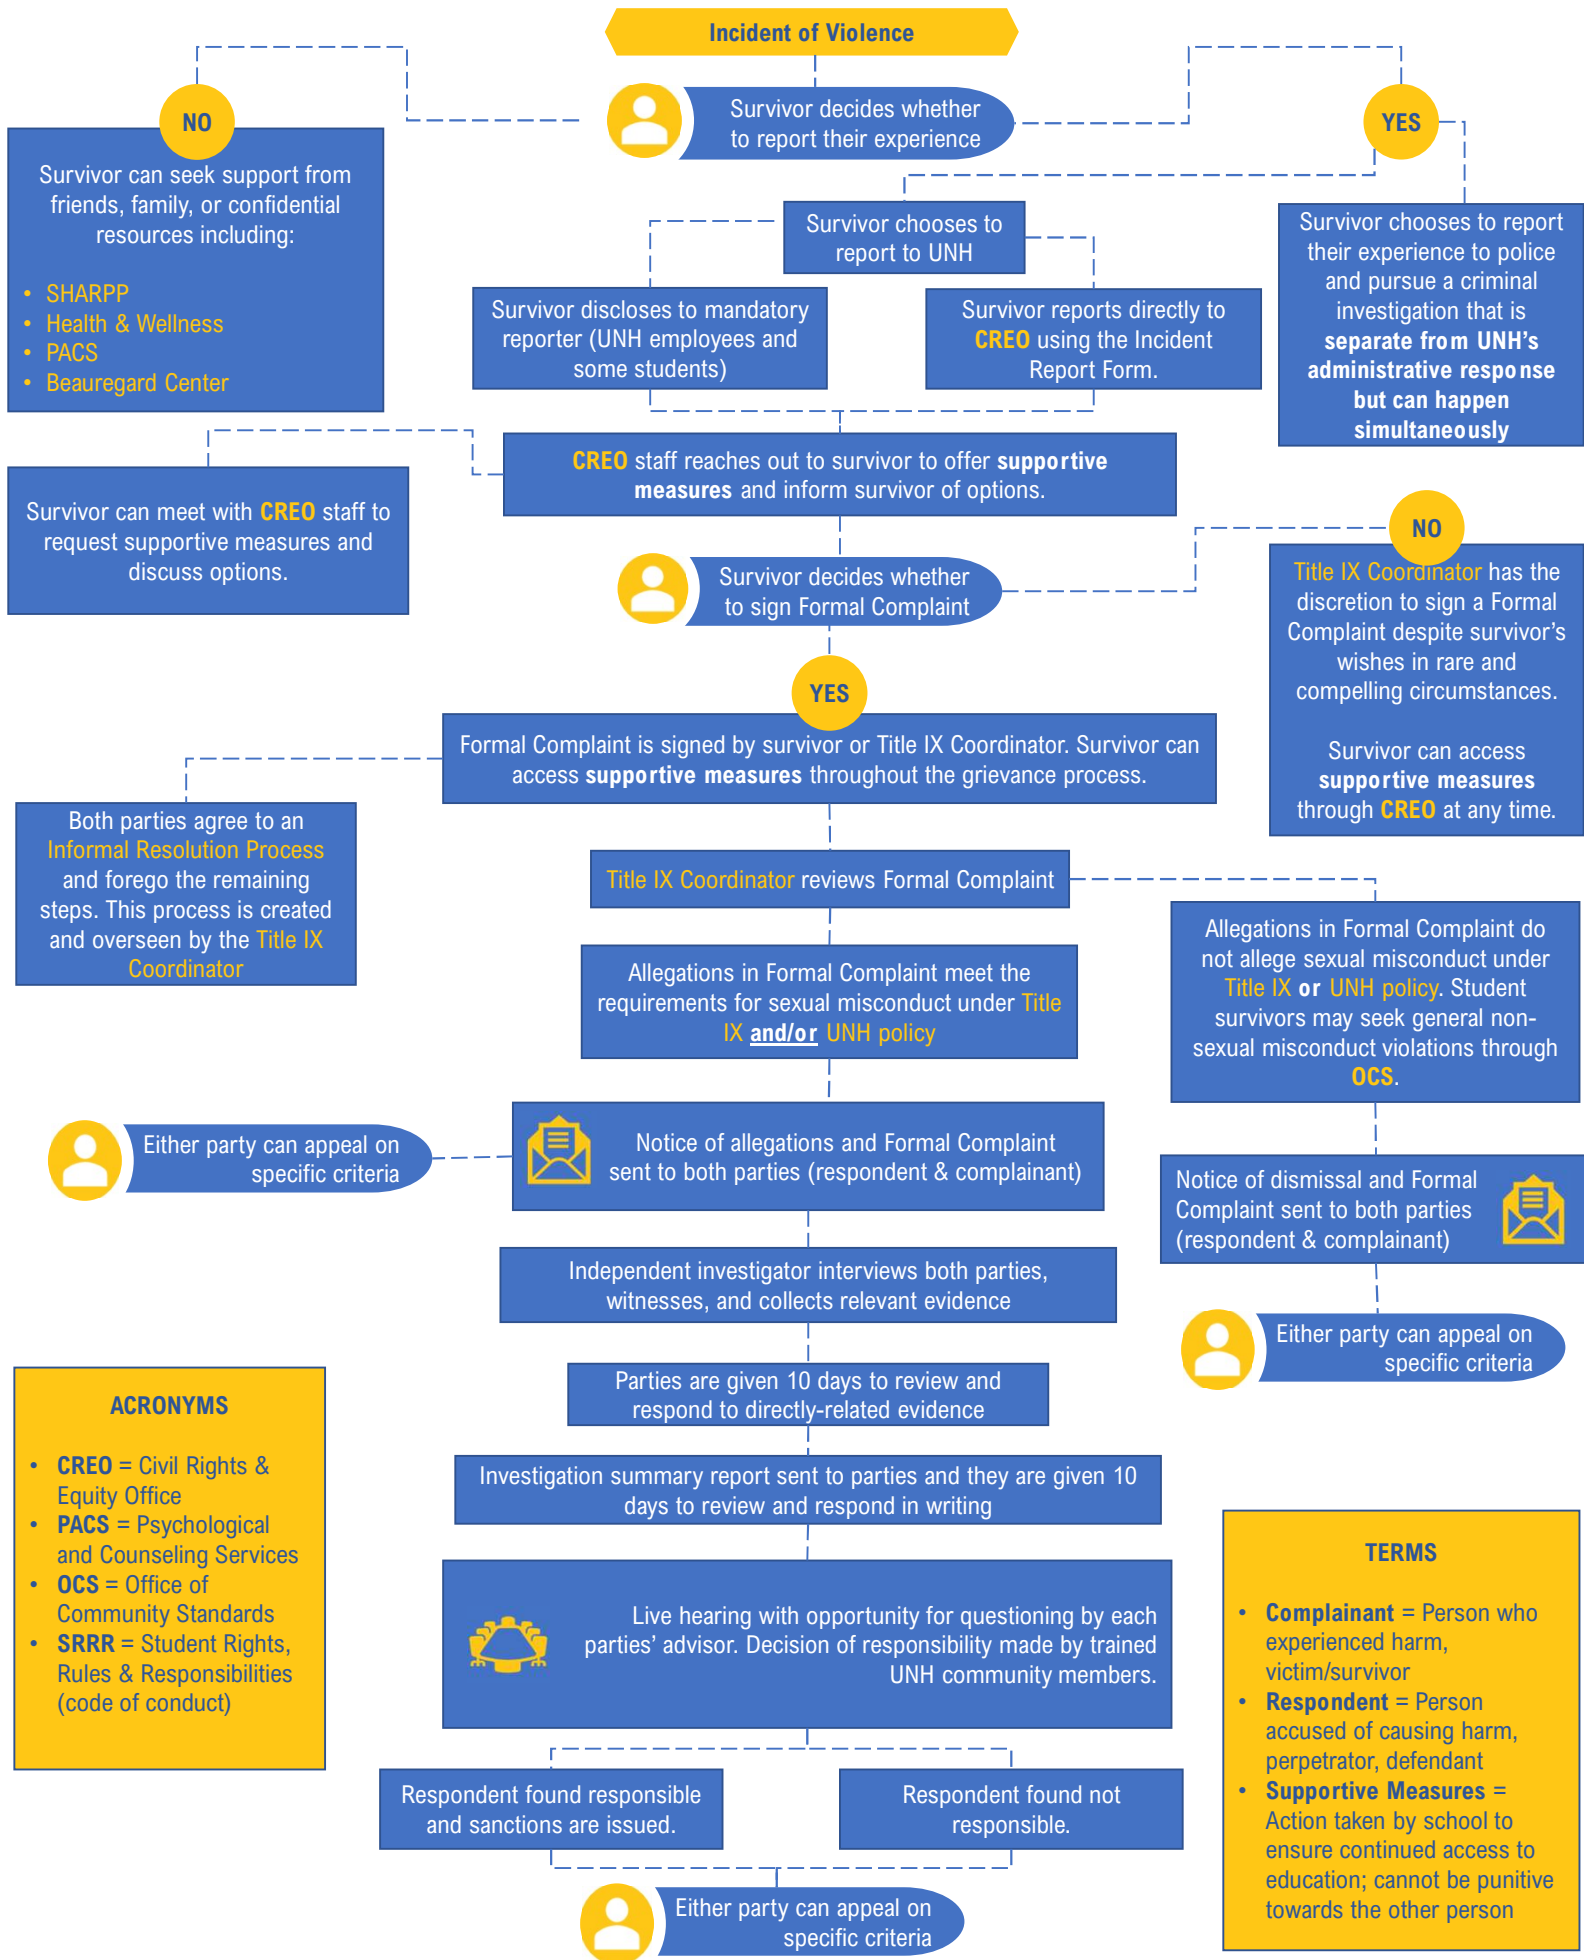 Incident of Violence
Survivor decides whether
to report their experience
NO
Survivor can seek support from
friends, family, or confidential
resources including:
• SHARPP
• Health & Wellness
• PACS
• Beauregard Center
YES
Survivor chooses to
report to UNH
Survivor chooses to report
their experience to police
and pursue a criminal
investigation that is
separate from UNH's
administrative response
but can happen
simultaneously
Survivor discloses to mandatory
reporter (UNH employees and
some students)
Survivor reports directly to
CREO using the Incident
Report Form.
CREO staff reaches out to survivor to offer supportive
measures and inform survivor of options.
Survivor can meet with CREO staff to
request supportive measures and
discuss options.
Survivor decides whether
to sign Formal Complaint
NO
Title IX Coordinator has the
discretion to sign a Formal
Complaint despite survivor's
wishes in rare and
compelling circumstances.
Survivor can access
supportive measures
through CREO at any time.
YES
Formal Complaint is signed by survivor or Title IX Coordinator. Survivor can
access supportive measures throughout the grievance process.
Both parties agree to an
Informal Resolution Process
and forego the remaining
steps. This process is created
and overseen by the Title IX
Coordinator
Title IX Coordinator reviews Formal Complaint
Allegations in Formal Complaint do
not allege sexual misconduct under
Title IX or UNH policy. Student
survivors may seek general non-
sexual misconduct violations through
OCS.
Allegations in Formal Complaint meet the
requirements for sexual misconduct under Title
IX and/or UNH policy
Either party can appeal on
specific criteria
Notice of allegations and Formal Complaint
sent to both parties (respondent & complainant)
Notice of dismissal and Formal
Complaint sent to both parties
(respondent & complainant)
Independent investigator interviews both parties,
witnesses, and collects relevant evidence
Either party can appeal on
specific criteria
Parties are given 10 days to review and
respond to directly-related evidence
Investigation summary report sent to parties and they are given 10
days to review and respond in writing
Live hearing with opportunity for questioning by each
parties' advisor. Decision of responsibility made by trained
UNH community members.
Respondent found responsible
and sanctions are issued.
Respondent found not
responsible.
Either party can appeal on
specific criteria
ACRONYMS
• CREO = Civil Rights &
Equity Office
• PACS = Psychological
and Counseling Services
• OCS = Office of
Community Standards
• SRRR = Student Rights,
Rules & Responsibilities
(code of conduct)
TERMS
• Complainant = Person who
experienced harm,
victim/survivor
• Respondent = Person
accused of causing harm,
perpetrator, defendant
• Supportive Measures =
Action taken by school to
ensure continued access to
education; cannot be punitive
towards the other person